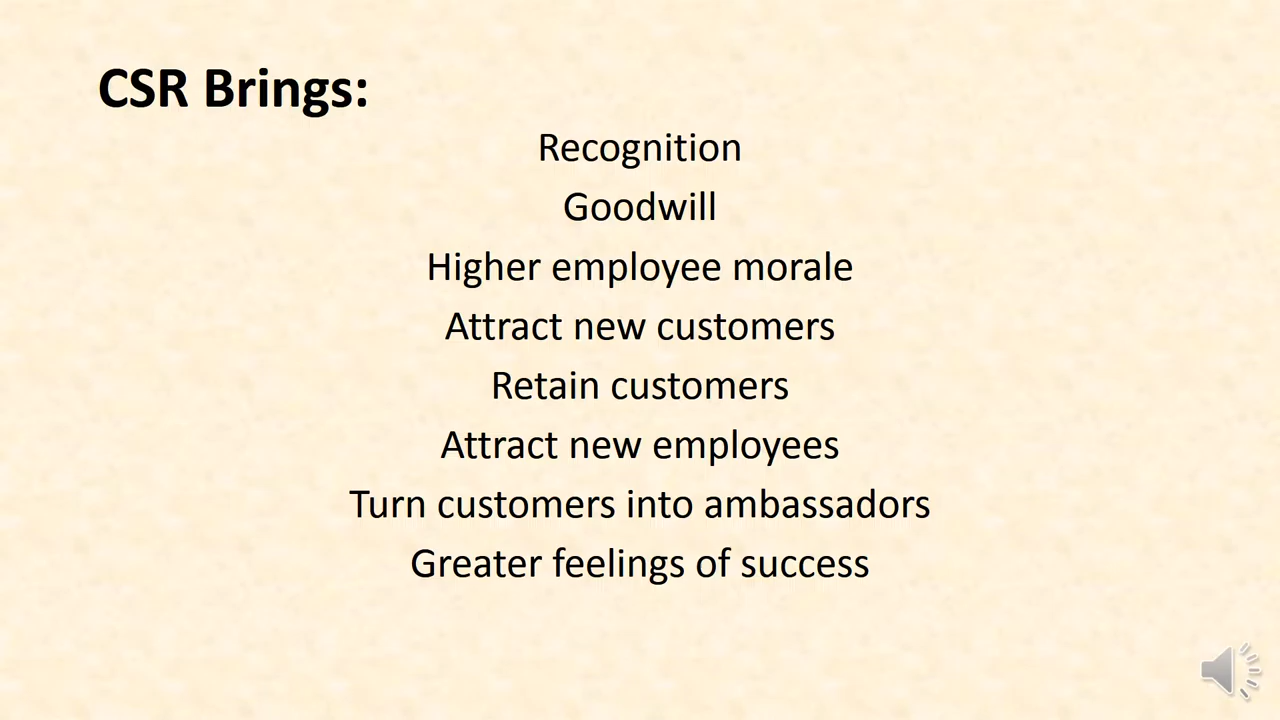 CSR Brings:
Recognition
Goodwill
Higher employee morale
Attract new customers
Retain customers
Attract new employees
Turn customers into ambassadors
Greater feelings of success